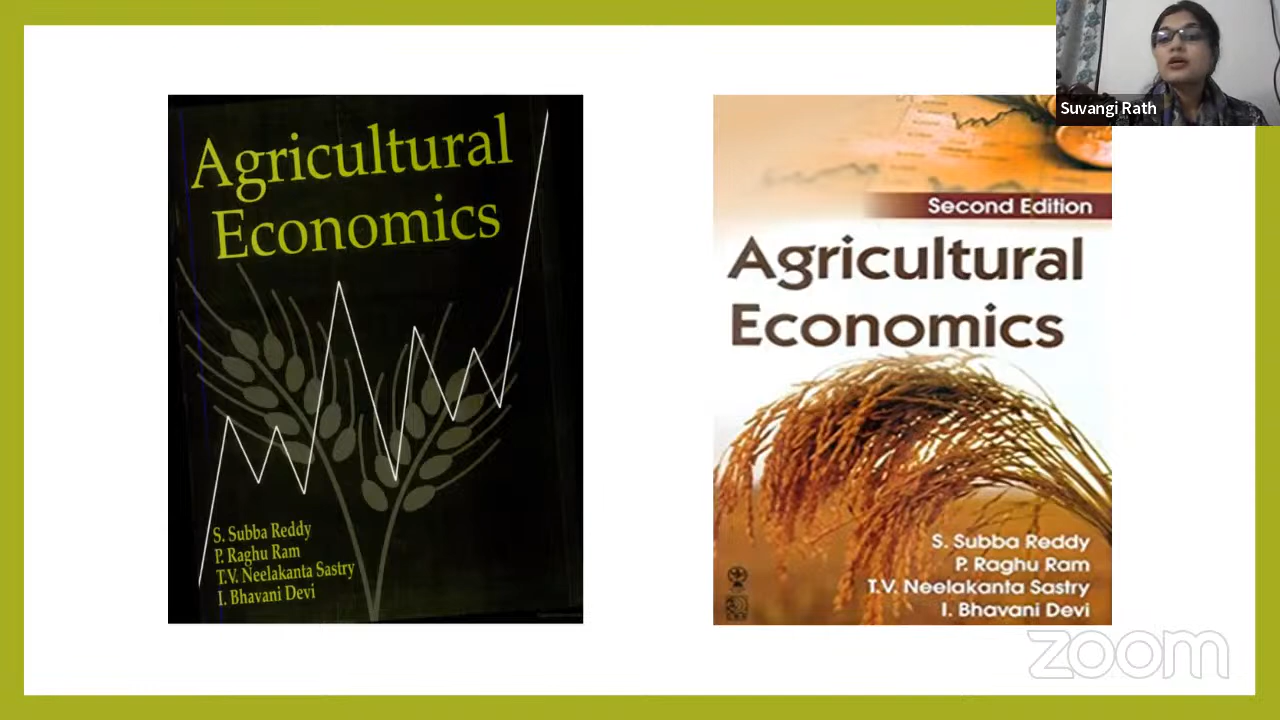 Agricultural
Economics
S. Subba Reddy
P. Raghu Ram
T.V. Neelakanta Sastry
I. Bhavani Devi
Second Edition
Agricultural
Economics
S. Subba Reddy
P. Raghu Ram
T.V. Neelakanta Sastry
I. Bhavani Devi
Suvangi Rath
zoom